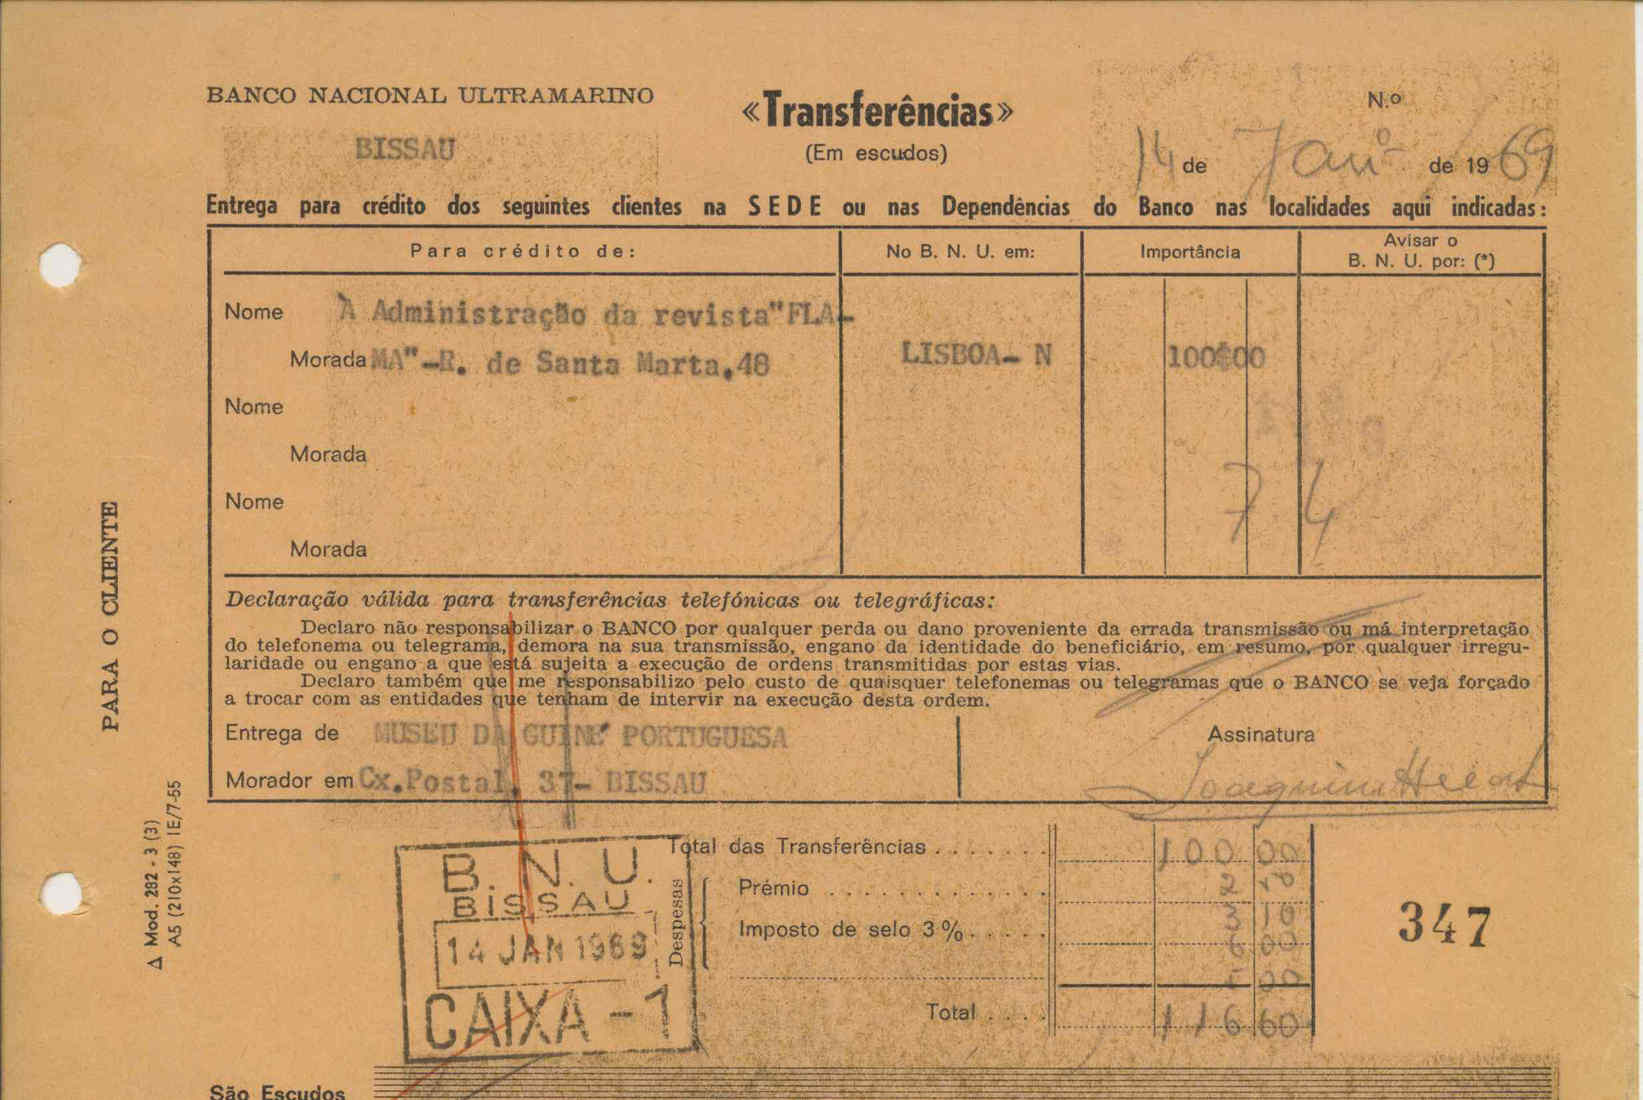 BANCO NACIONAL ULTRAMARINO
«Transferências»
N.º
BISSAU
(Em escudos)
14 de Janº de 1969
Entrega para crédito dos seguintes clientes na SEDE ou nas Dependências do Banco nas localidades aqui indicadas:
Para crédito de: No B. N. U. em: Importância Avisar o B. N. U. por: (*)
Nome À Administração da revista"FLA-
Morada MA"-R. de Santa Marta,48 LISBOA- N 100$00
Nome
Morada
Nome 7 4
Morada
Declaração válida para transferências telefónicas ou telegráficas:
Declaro não responsabilizar o BANCO por qualquer perda ou dano proveniente da errada transmissão ou má interpretação
do telefonema ou telegrama, demora na sua transmissão, engano da identidade do beneficiário, em resumo, por qualquer irregu-
laridade ou engano a que está sujeita a execução de ordens transmitidas por estas vias.
Declaro também que me responsabilizo pelo custo de quaisquer telefonemas ou telegramas que o BANCO se veja forçado
a trocar com as entidades que tenham de intervir na execução desta ordem.
Entrega de MUSEU DA GUINÉ PORTUGUESA Assinatura
Morador em Cx.Postal, 37- BISSAU Joaquim
PARA O CLIENTE
Δ Mod. 282 - 3 (3)
A5 (210x148) 1E/7-65
B. N. U.
BISSAU
14 JAN 1969
CAIXA - 1
Total das Transferências 100 00
Despesas
Prémio
Imposto de selo 3% 3 10
6 00
00
Total 116 60
347
São Escudos